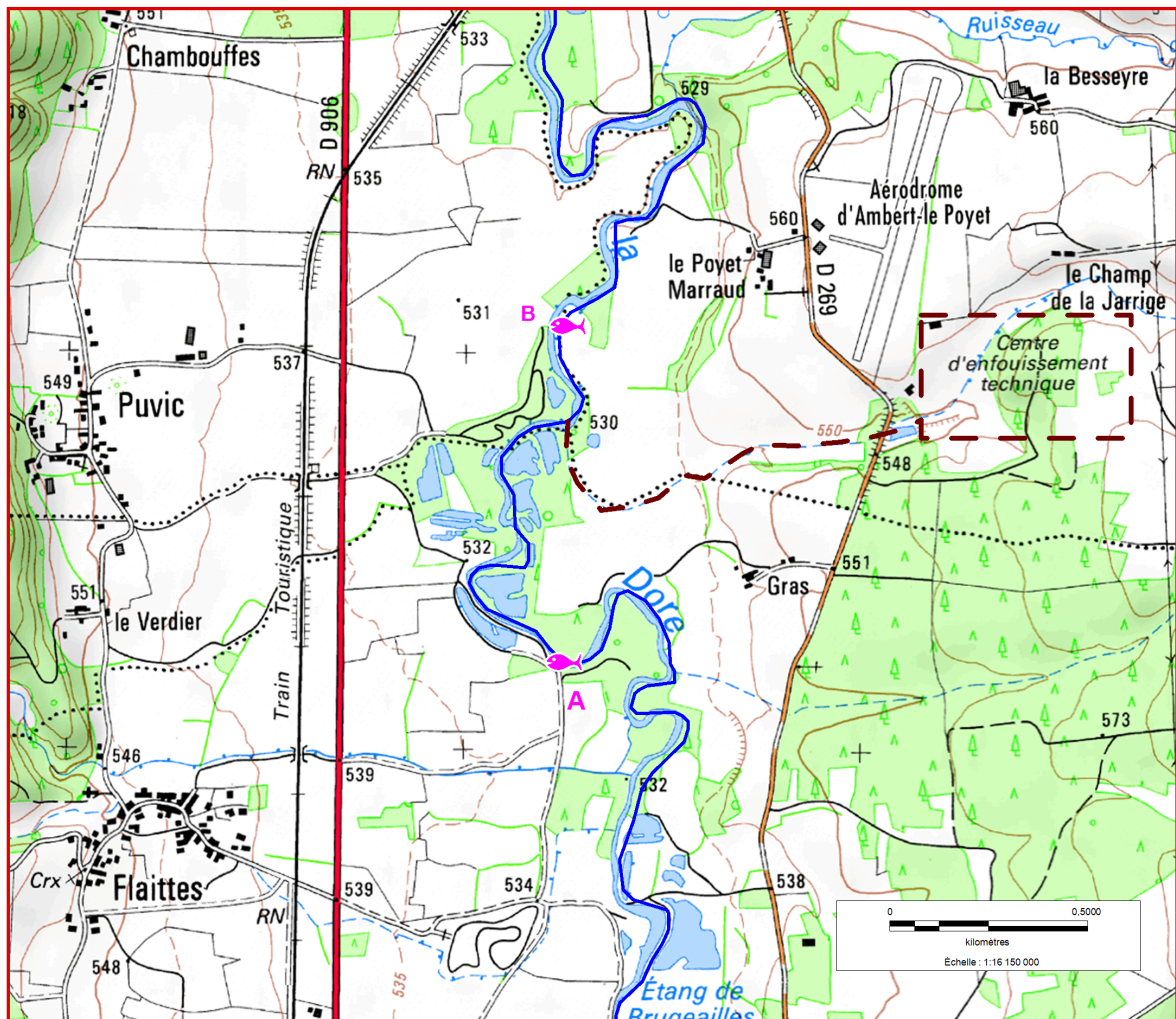 551
Chambouffes
533
Ruisseau
la Besseyre
560
529
D 906
RN
535
18
Aérodrome
d'Ambert-le Poyet
560
la
le Poyet
Marraud
D 269
le Champ
de la Jarrige
B
531
Centre
d'enfouissement
technique
537
549
Puvic
530
550
548
532
Touristique
Train
551
551
Gras
Dore
le Verdier
A
573
546
539
532
Crx
Flaittes
539
534
538
RN
548
535
0 0,5000
kilomètres
Échelle : 1:16 150 000
Étang de
Brugeailles